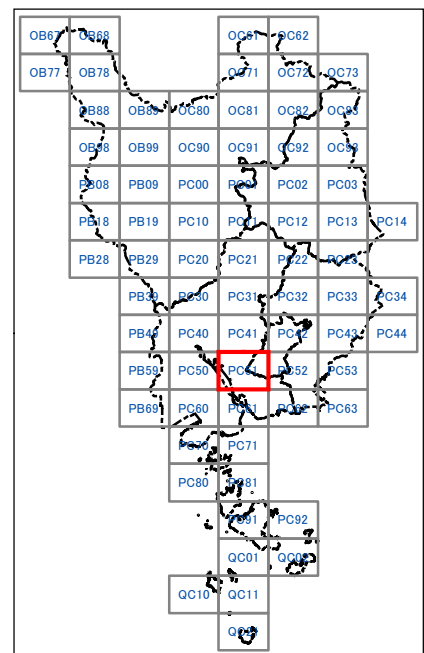 OB67 OB68 OC61 OC62
OB77 OB78 OC71 OC72 OC73
OB88 OB89 OC80 OC81 OC82 OC83
OB98 OB99 OC90 OC91 OC92 OC93
PB08 PB09 PC00 PC01 PC02 PC03
PB18 PB19 PC10 PC11 PC12 PC13 PC14
PB28 PB29 PC20 PC21 PC22 PC23
PB39 PC30 PC31 PC32 PC33 PC34
PB49 PC40 PC41 PC42 PC43 PC44
PB59 PC50 PC51 PC52 PC53
PB69 PC60 PC61 PC62 PC63
PC70 PC71
PC80 PC81
PC91 PC92
QC01 QC02
QC10 QC11
QC21